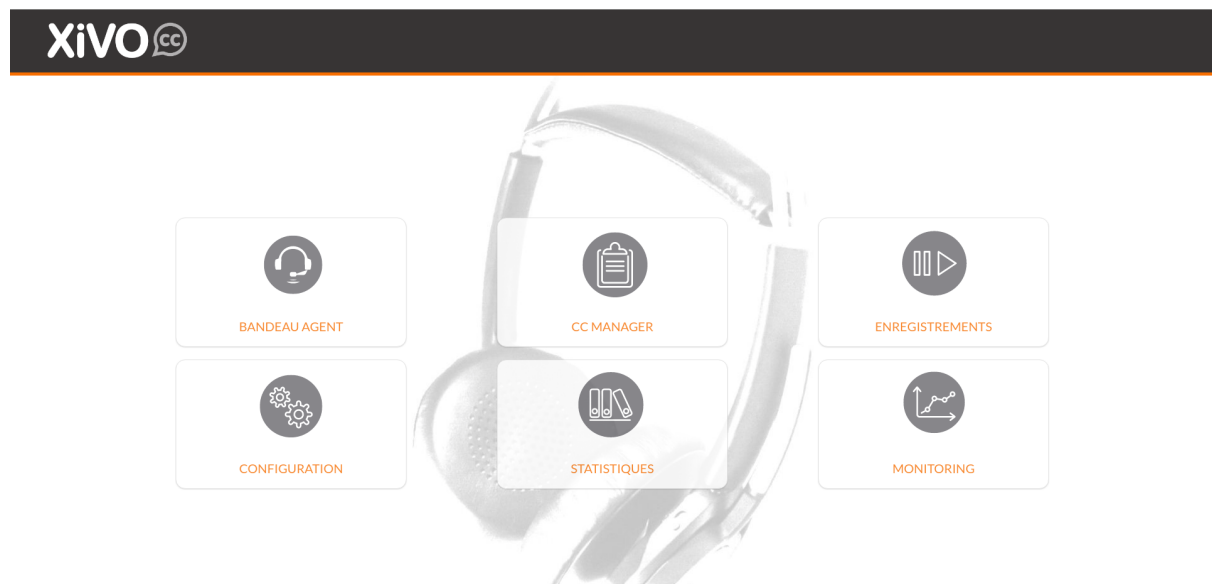 XiVO CC
BANDEAU AGENT
CC MANAGER
ENREGISTREMENTS
CONFIGURATION
STATISTIQUES
MONITORING